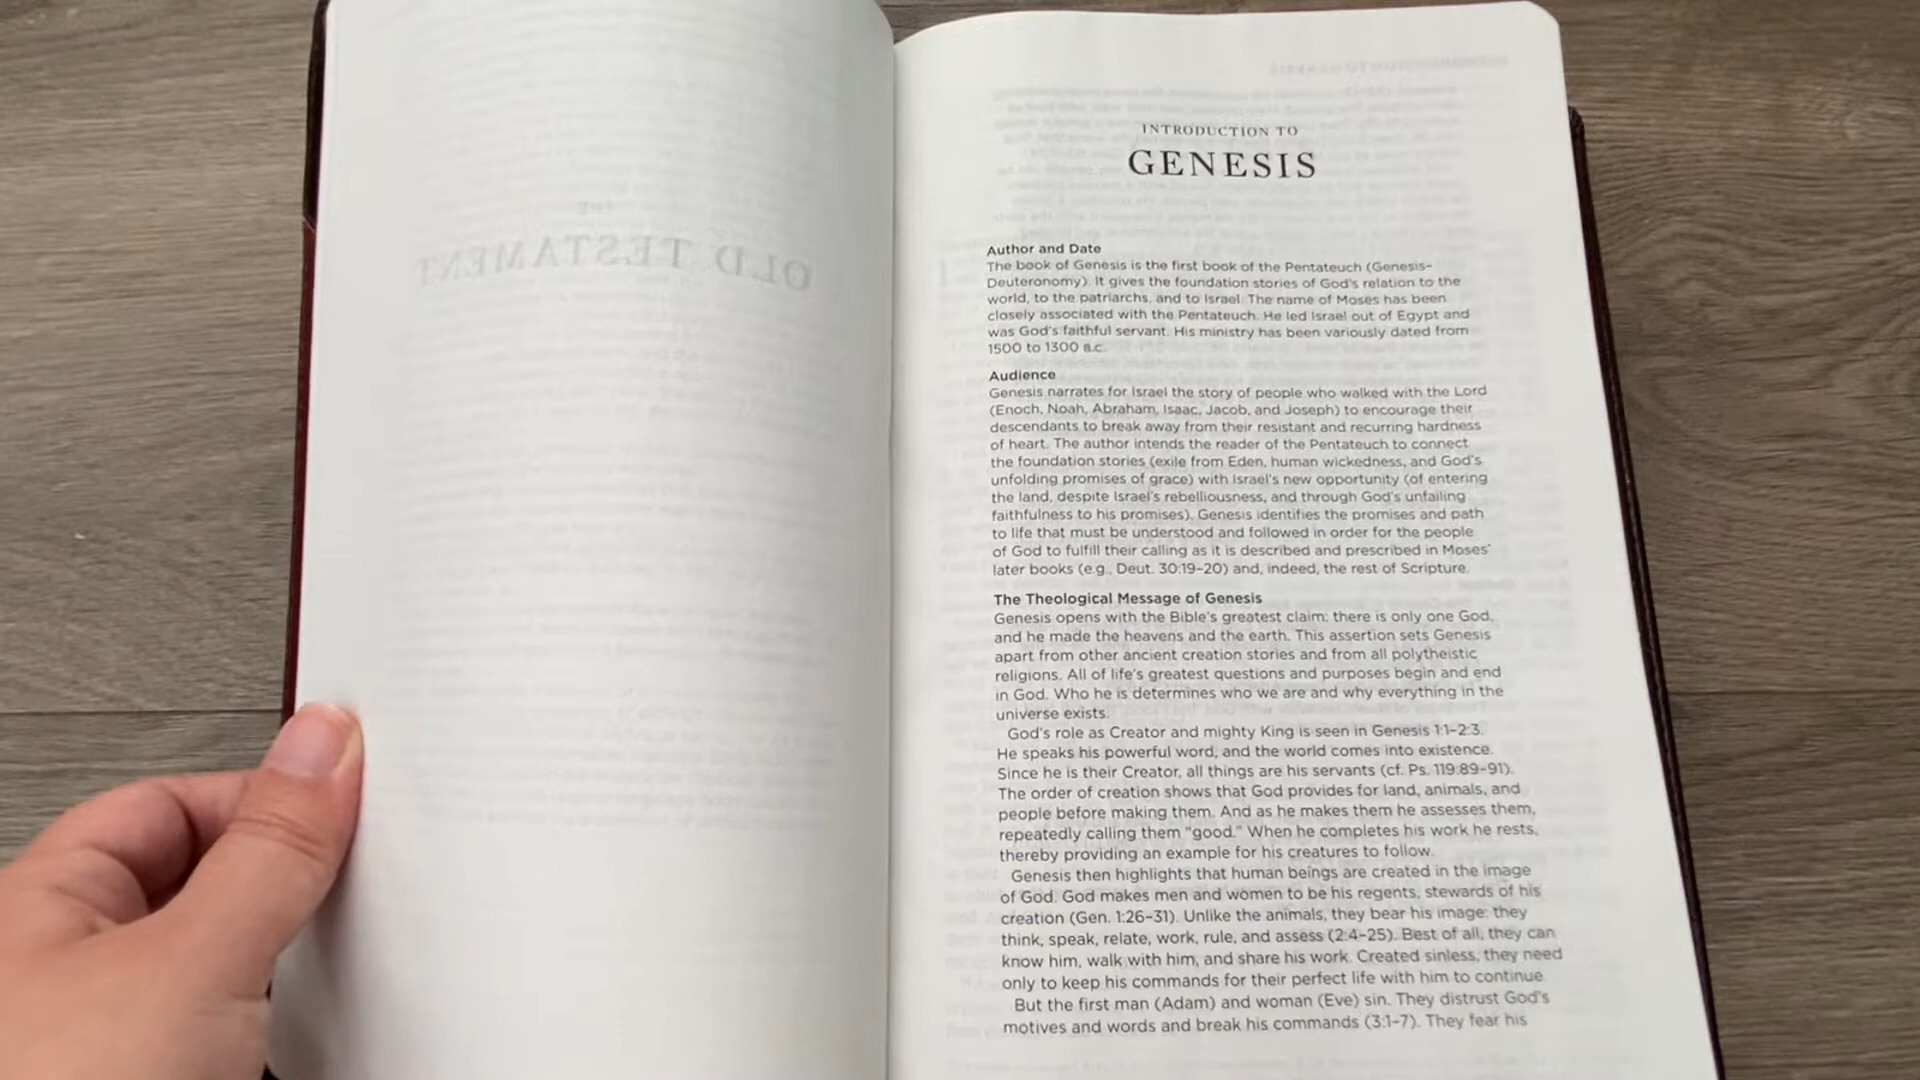 THE
OLD TESTAMENT
INTRODUCTION TO
GENESIS
Author and Date
The book of Genesis is the first book of the Pentateuch (Genesis–
Deuteronomy). It gives the foundation stories of God's relation to the
world, to the patriarchs, and to Israel. The name of Moses has been
closely associated with the Pentateuch. He led Israel out of Egypt and
was God's faithful servant. His ministry has been variously dated from
1500 to 1300 B.C.
Audience
Genesis narrates for Israel the story of people who walked with the Lord
(Enoch, Noah, Abraham, Isaac, Jacob, and Joseph) to encourage their
descendants to break away from their resistant and recurring hardness
of heart. The author intends the reader of the Pentateuch to connect
the foundation stories (exile from Eden, human wickedness, and God's
unfolding promises of grace) with Israel's new opportunity (of entering
the land, despite Israel's rebelliousness, and through God's unfailing
faithfulness to his promises). Genesis identifies the promises and path
to life that must be understood and followed in order for the people
of God to fulfill their calling as it is described and prescribed in Moses'
later books (e.g., Deut. 30:19–20) and, indeed, the rest of Scripture.
The Theological Message of Genesis
Genesis opens with the Bible's greatest claim: there is only one God,
and he made the heavens and the earth. This assertion sets Genesis
apart from other ancient creation stories and from all polytheistic
religions. All of life's greatest questions and purposes begin and end
in God. Who he is determines who we are and why everything in the
universe exists.
God's role as Creator and mighty King is seen in Genesis 1:1–2:3.
He speaks his powerful word, and the world comes into existence.
Since he is their Creator, all things are his servants (cf. Ps. 119:89–91).
The order of creation shows that God provides for land, animals, and
people before making them. And as he makes them he assesses them,
repeatedly calling them "good." When he completes his work he rests,
thereby providing an example for his creatures to follow.
Genesis then highlights that human beings are created in the image
of God. God makes men and women to be his regents, stewards of his
creation (Gen. 1:26–31). Unlike the animals, they bear his image: they
think, speak, relate, work, rule, and assess (2:4–25). Best of all, they can
know him, walk with him, and share his work. Created sinless, they need
only to keep his commands for their perfect life with him to continue.
But the first man (Adam) and woman (Eve) sin. They distrust God's
motives and words and break his commands (3:1–7). They fear his